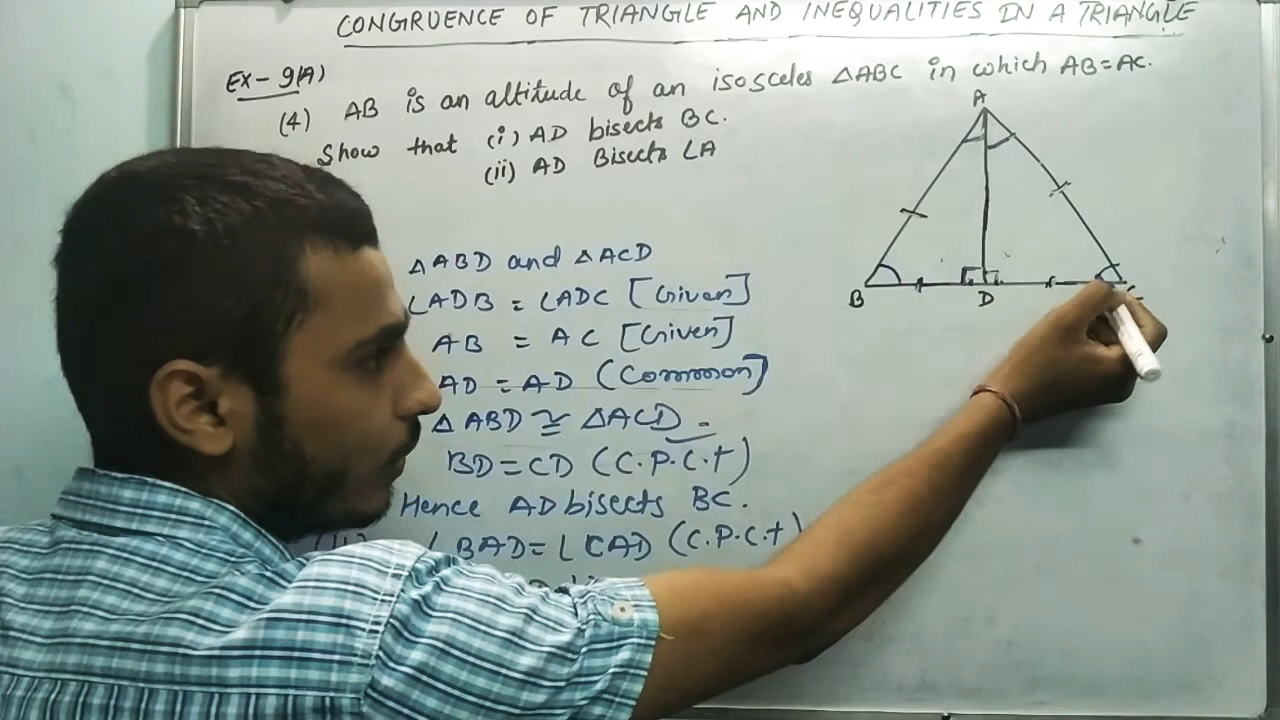 CONGRUENCE OF TRIANGLE AND INEQUALITIES IN A TRIANGLE
Ex - 9(A)
(4) AB is an altitude of an isosceles ΔABC in which AB=AC.
Show that (i) AD bisects BC.
(ii) AD Bisects ∠A
A
B
D
ΔABD and ΔACD
∠ADB = ∠ADC [Given]
AB = AC [Given]
AD = AD (Common)
ΔABD ≅ ΔACD
BD = CD (C.P.C.t)
Hence AD bisects BC.
∠BAD = ∠CAD (C.P.C.t)